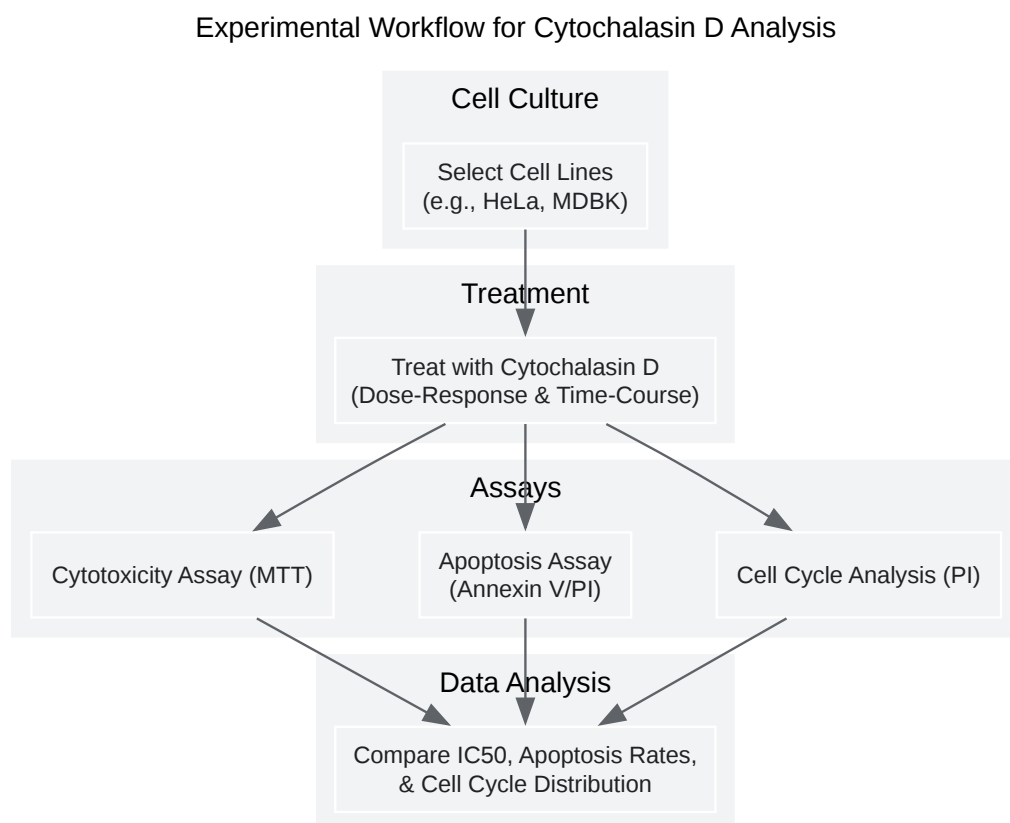 Experimental Workflow for Cytochalasin D Analysis
Cell Culture
Select Cell Lines
(e.g., HeLa, MDBK)
Treatment
Treat with Cytochalasin D
(Dose-Response & Time-Course)
Assays
Cytotoxicity Assay (MTT)
Apoptosis Assay
(Annexin V/PI)
Cell Cycle Analysis (PI)
Data Analysis
Compare IC50, Apoptosis Rates,
& Cell Cycle Distribution